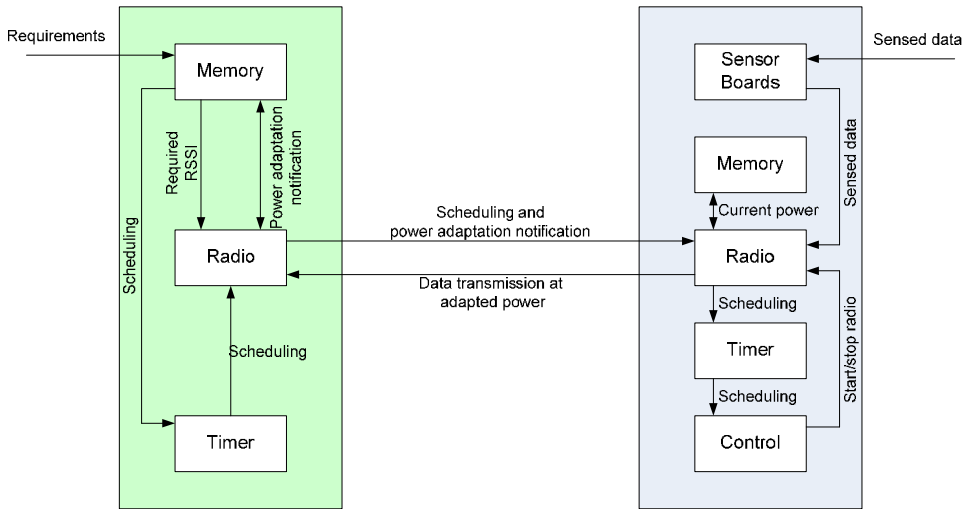 Requirements
Memory
Required
RSSI
Power adaptation
notification
Scheduling
Radio
Scheduling
Timer
Scheduling and
power adaptation notification
Data transmission at
adapted power
Sensed data
Sensor
Boards
Sensed data
Memory
Current power
Radio
Scheduling
Timer
Start/stop radio
Scheduling
Control